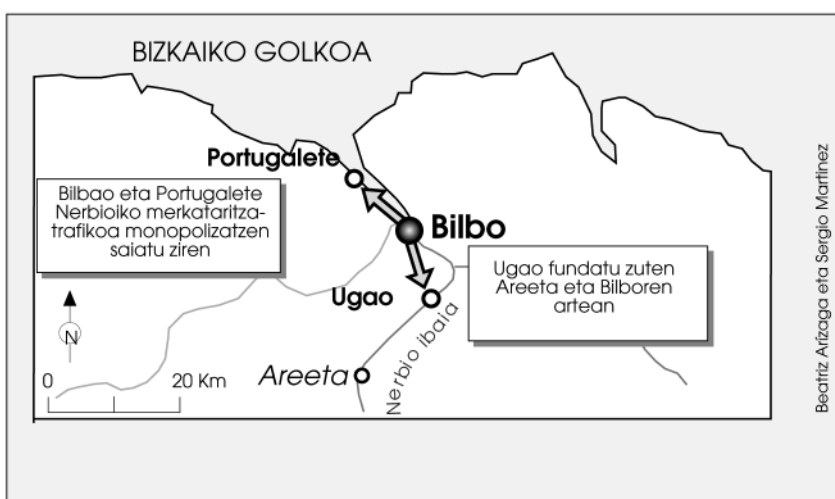 BIZKAIKO GOLKOA
Portugalete
Bilbao eta Portugalete
Nerbioiko merkataritza-
trafikoa monopolizatzen
saiatu ziren
Bilbo
Ugao fundatu zuten
Areeta eta Bilboren
artean
Ugao
N
Nerbio ibaia
0 20 Km
Areeta
Beatriz Arizaga eta Sergio Martinez